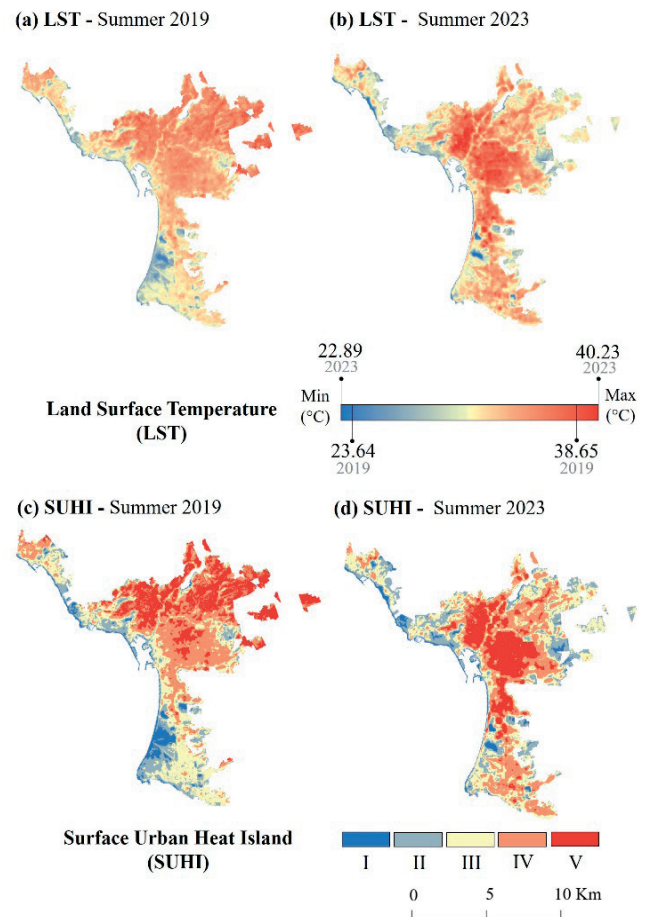 (a) LST - Summer 2019
(b) LST - Summer 2023
22.89
2023
40.23
2023
Min
(°C)
Max
(°C)
23.64
2019
38.65
2019
Land Surface Temperature
(LST)
(c) SUHI - Summer 2019
(d) SUHI - Summer 2023
Surface Urban Heat Island
(SUHI)
I II III IV V
0 5 10 Km